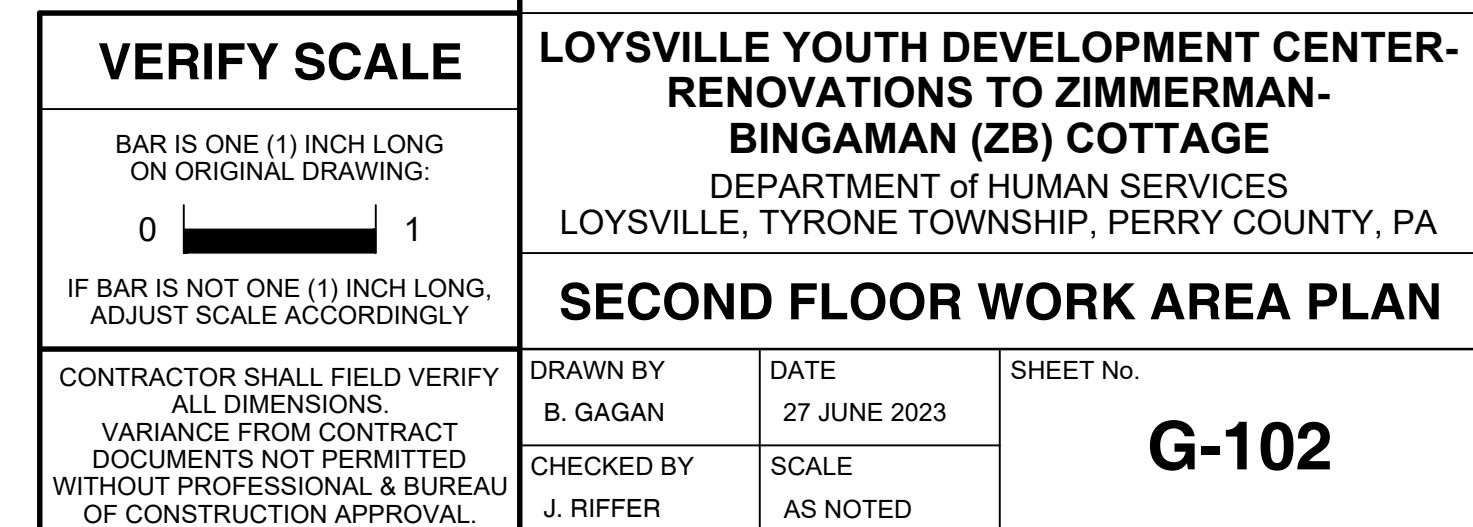 VERIFY SCALE
BAR IS ONE (1) INCH LONG
ON ORIGINAL DRAWING:
0 1
IF BAR IS NOT ONE (1) INCH LONG,
ADJUST SCALE ACCORDINGLY
CONTRACTOR SHALL FIELD VERIFY
ALL DIMENSIONS.
VARIANCE FROM CONTRACT
DOCUMENTS NOT PERMITTED
WITHOUT PROFESSIONAL & BUREAU
OF CONSTRUCTION APPROVAL.
LOYSVILLE YOUTH DEVELOPMENT CENTER-
RENOVATIONS TO ZIMMERMAN-
BINGAMAN (ZB) COTTAGE
DEPARTMENT of HUMAN SERVICES
LOYSVILLE, TYRONE TOWNSHIP, PERRY COUNTY, PA
SECOND FLOOR WORK AREA PLAN
DRAWN BY
B. GAGAN
DATE
27 JUNE 2023
CHECKED BY
J. RIFFER
SCALE
AS NOTED
SHEET No.
G-102